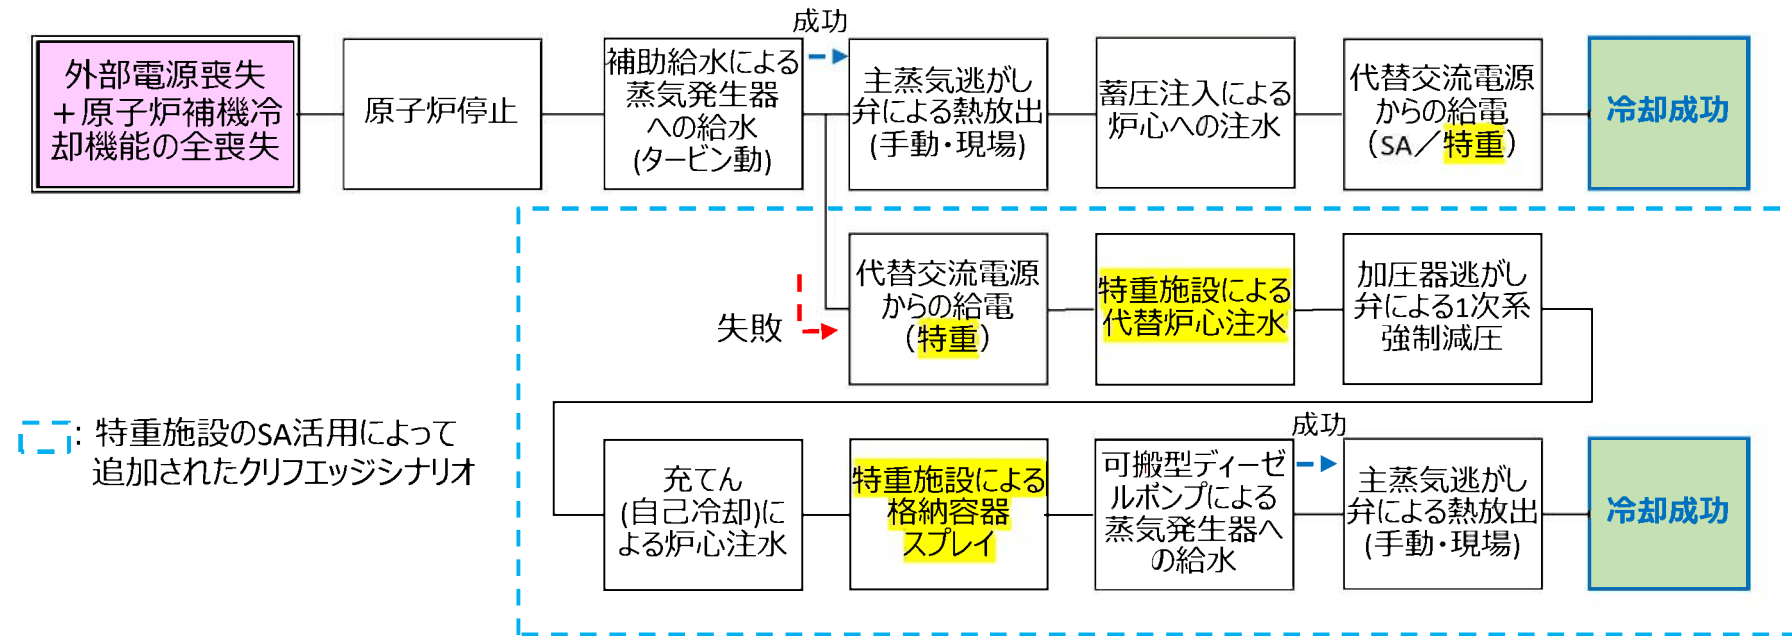 外部電源喪失
＋原子炉補機冷
却機能の全喪失
原子炉停止
補助給水による
蒸気発生器
への給水
(タービン動)
成功
主蒸気逃がし
弁による熱放出
(手動・現場)
蓄圧注入による
炉心への注水
代替交流電源
からの給電
（SA／特重）
冷却成功
失敗
代替交流電源
からの給電
（特重）
特重施設による
代替炉心注水
加圧器逃がし
弁による1次系
強制減圧
充てん
(自己冷却)に
よる炉心注水
特重施設による
格納容器
スプレイ
可搬型ディーゼ
ルポンプによる
蒸気発生器へ
の給水
成功
主蒸気逃がし
弁による熱放出
(手動・現場)
冷却成功
：特重施設のSA活用によって
追加されたクリフエッジシナリオ